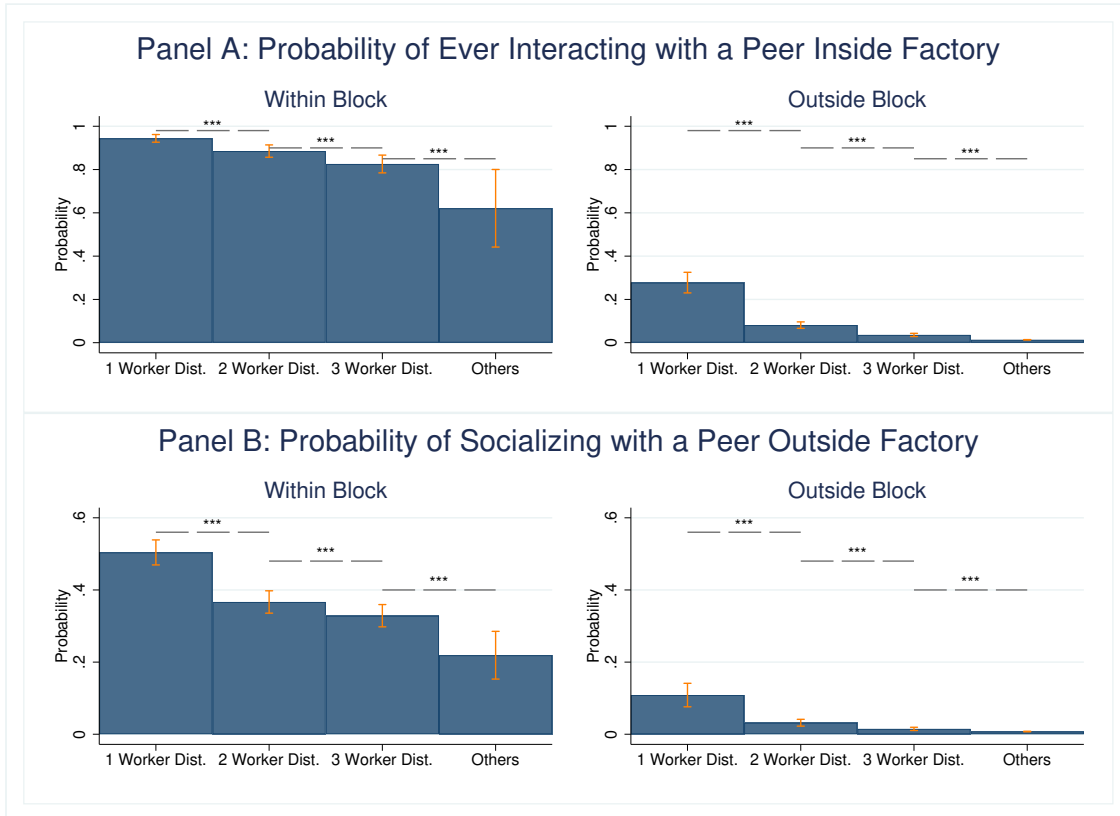 Panel A: Probability of Ever Interacting with a Peer Inside Factory
Within Block
Probability
0 .2 .4 .6 .8 1
*** *** ***
1 Worker Dist. 2 Worker Dist. 3 Worker Dist. Others
Outside Block
Probability
0 .2 .4 .6 .8 1
*** *** ***
1 Worker Dist. 2 Worker Dist. 3 Worker Dist. Others
Panel B: Probability of Socializing with a Peer Outside Factory
Within Block
Probability
0 .2 .4 .6
*** *** ***
1 Worker Dist. 2 Worker Dist. 3 Worker Dist. Others
Outside Block
Probability
0 .2 .4 .6
*** *** ***
1 Worker Dist. 2 Worker Dist. 3 Worker Dist. Others